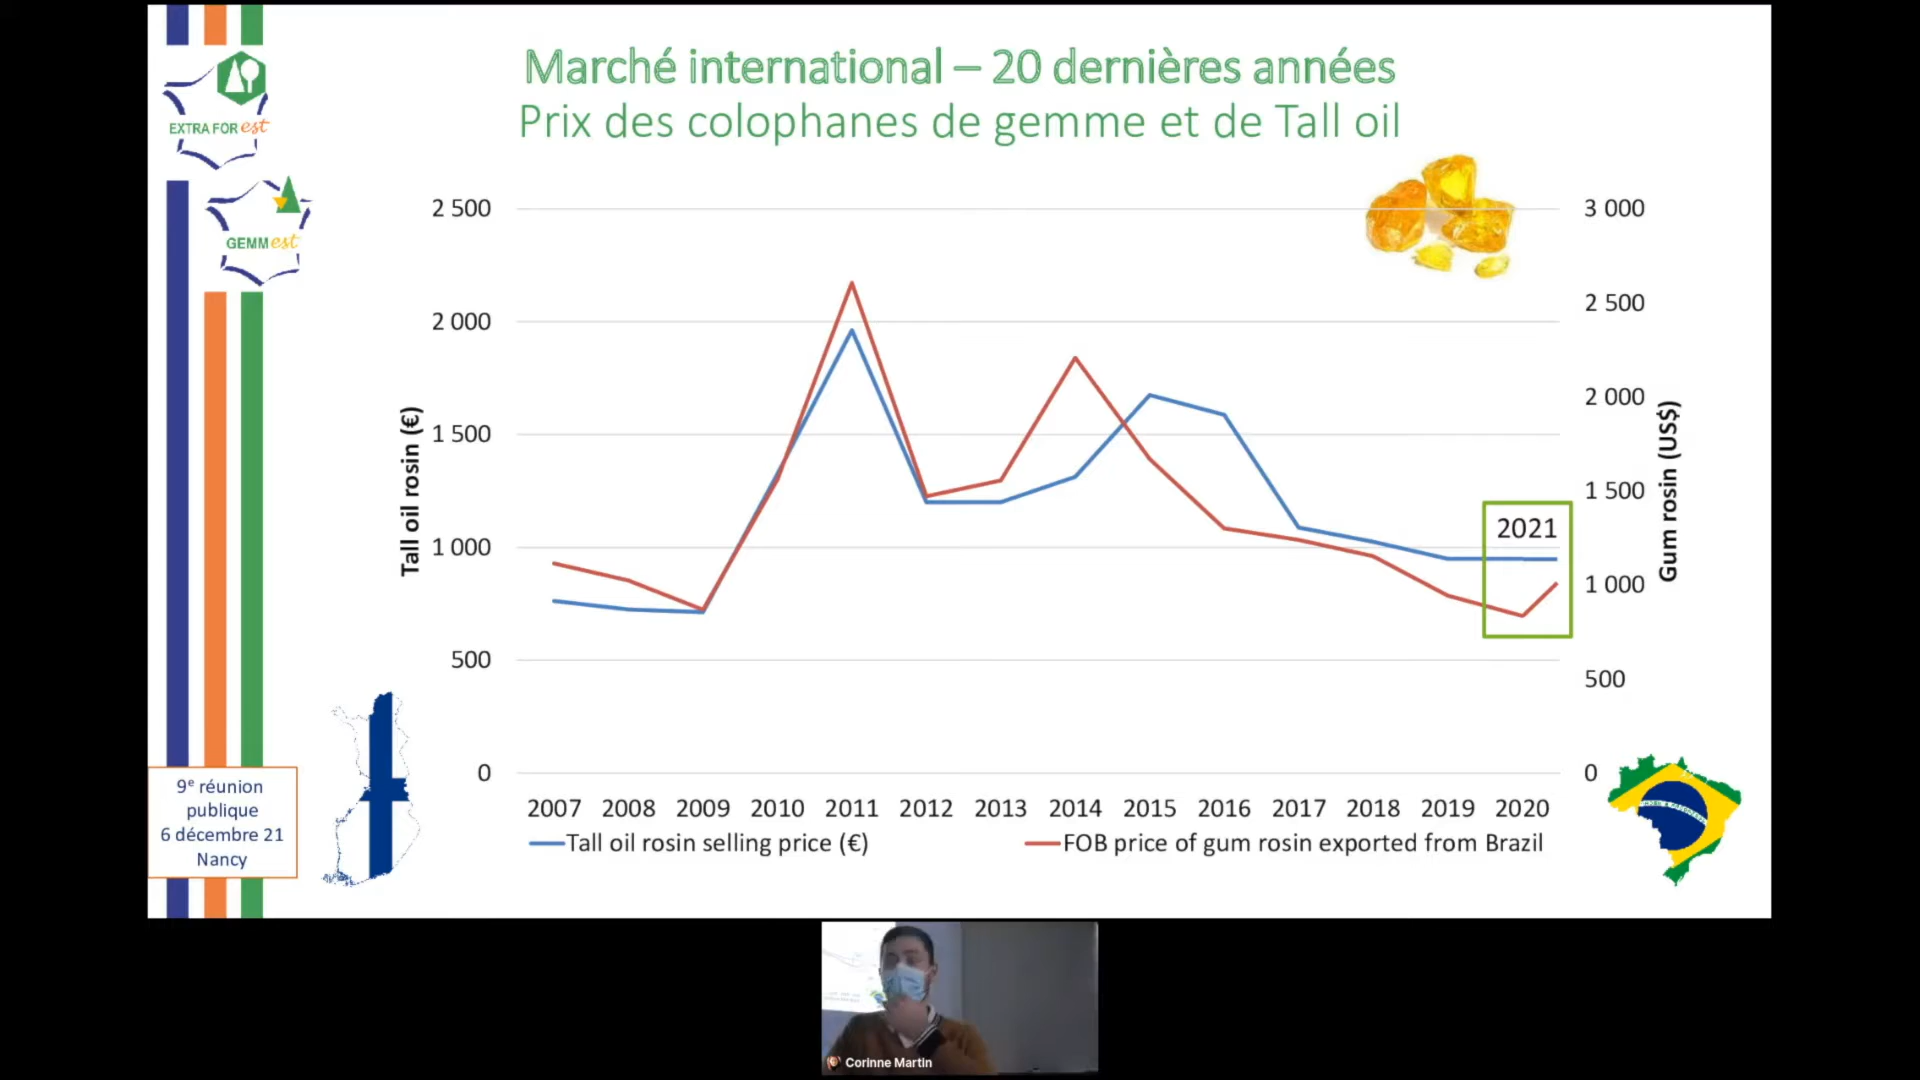 Marché international – 20 dernières années
Prix des colophanes de gemme et de Tall oil
EXTRA FOR est
GEMM est
2 500
2 000
1 500
1 000
500
0
Tall oil rosin (€)
3 000
2 500
2 000
1 500
1 000
500
0
Gum rosin (US$)
2021
2007 2008 2009 2010 2011 2012 2013 2014 2015 2016 2017 2018 2019 2020
Tall oil rosin selling price (€)
FOB price of gum rosin exported from Brazil
9e réunion
publique
6 décembre 21
Nancy
Corinne Martin